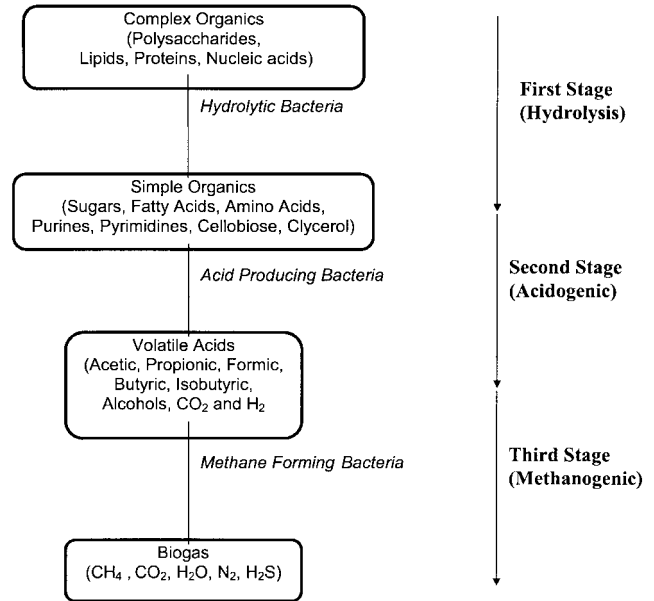 Complex Organics
(Polysaccharides,
Lipids, Proteins, Nucleic acids)
Hydrolytic Bacteria
First Stage
(Hydrolysis)
Simple Organics
(Sugars, Fatty Acids, Amino Acids,
Purines, Pyrimidines, Cellobiose, Clycerol)
Acid Producing Bacteria
Second Stage
(Acidogenic)
Volatile Acids
(Acetic, Propionic, Formic,
Butyric, Isobutyric,
Alcohols, CO₂ and H₂
Methane Forming Bacteria
Third Stage
(Methanogenic)
Biogas
(CH₄ , CO₂, H₂O, N₂, H₂S)